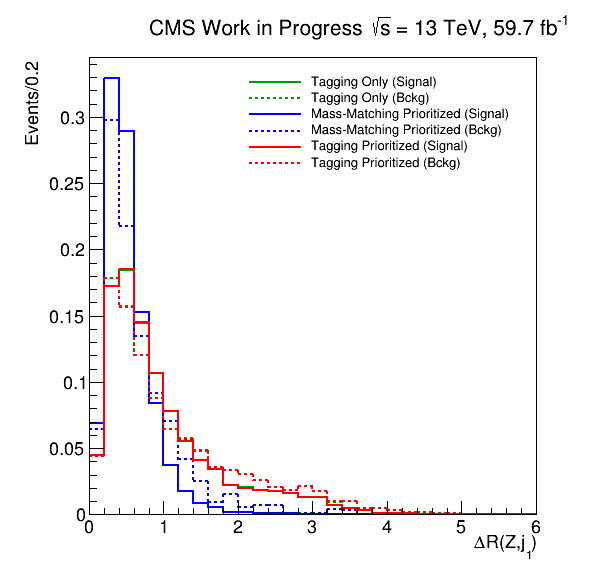 CMS Work in Progress √s = 13 TeV, 59.7 fb⁻¹
Events/0.2
Tagging Only (Signal)
Tagging Only (Bckg)
Mass-Matching Prioritized (Signal)
Mass-Matching Prioritized (Bckg)
Tagging Prioritized (Signal)
Tagging Prioritized (Bckg)
0.3
0.25
0.2
0.15
0.1
0.05
0
0 1 2 3 4 5 6
ΔR(Z,j₁)